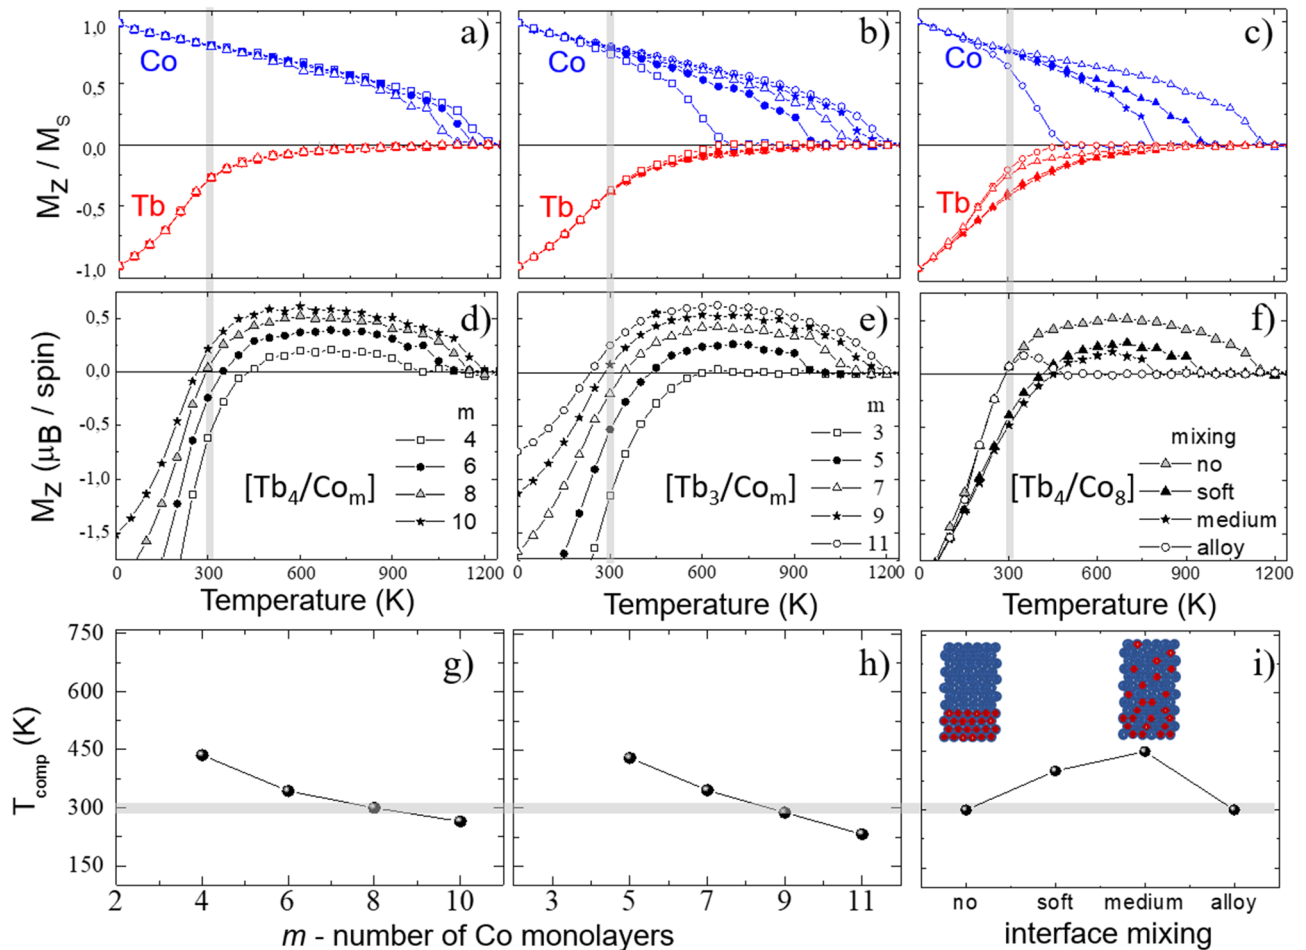 a) b) c)
1.0
0.5
0.0
-0.5
-1.0
M_Z / M_S
Co Co Co
Tb Tb Tb
d) e) f)
0.5
0.0
-0.5
-1.0
-1.5
M_Z (µB / spin)
m
4
6
8
10
[Tb₄/Coₘ]
m
3
5
7
9
11
[Tb₃/Coₘ]
mixing
no
soft
medium
alloy
[Tb₄/Co₈]
0 300 600 900 1240
0 300 600 900 1200
0 300 600 900 1200
Temperature (K) Temperature (K) Temperature (K)
g) h) i)
750
600
450
300
150
T_comp (K)
2 4 6 8 10
3 5 7 9 11
no soft medium alloy
m - number of Co monolayers
interface mixing